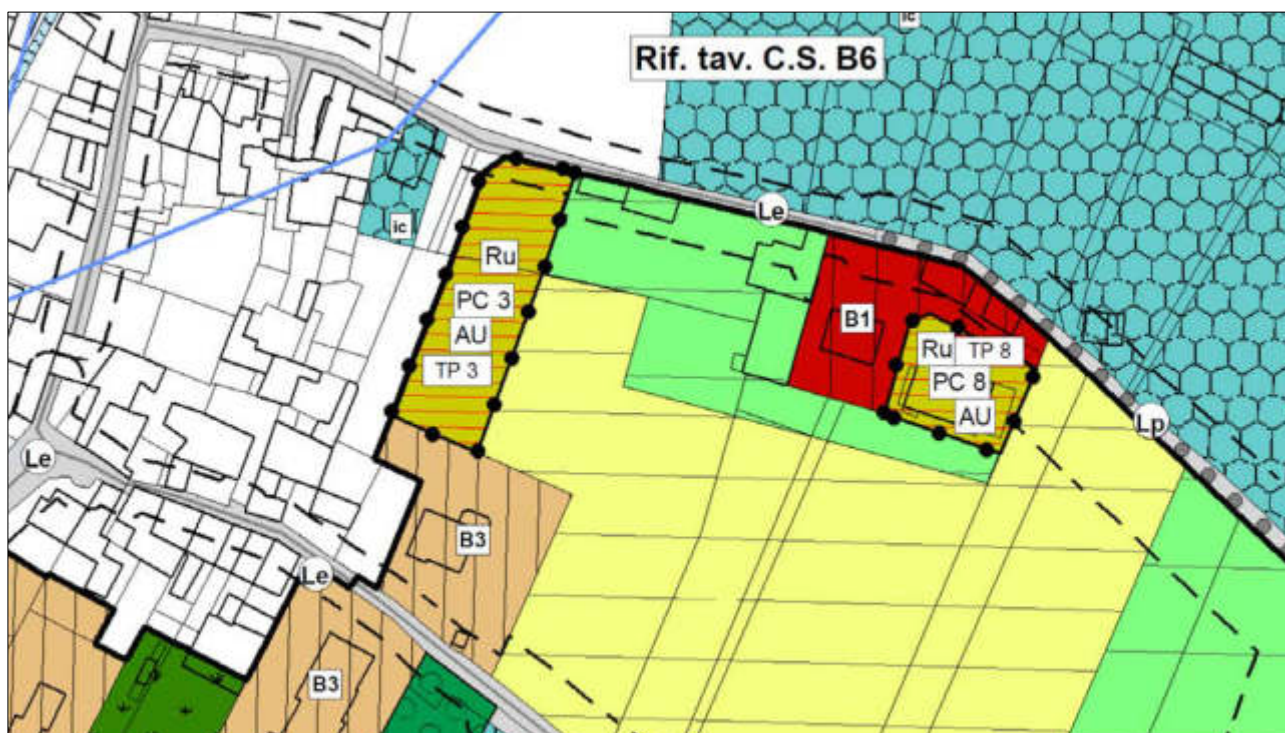 ic
Rif. tav. C.S. B6
ic
Le
Ru
PC 3
AU
TP 3
B1
Ru
TP 8
PC 8
AU
Lp
Le
B3
Le
B3